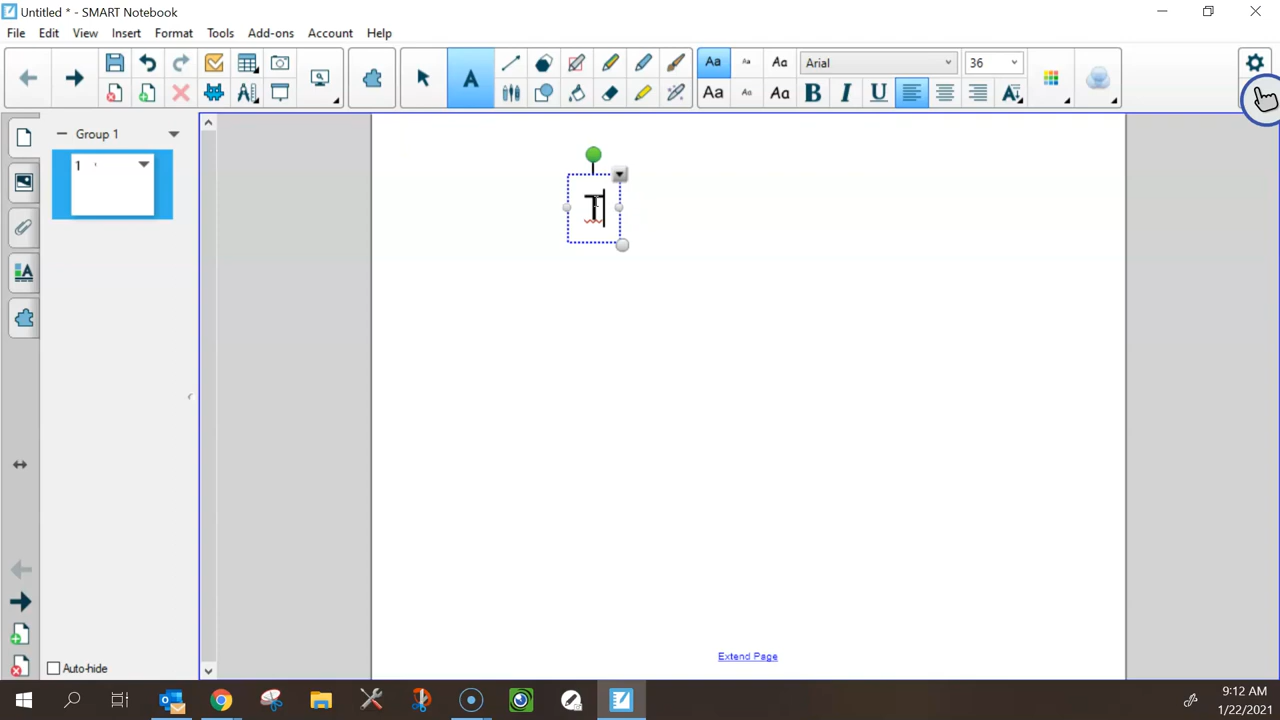 Untitled * - SMART Notebook
File Edit View Insert Format Tools Add-ons Account Help
Aa Aa Aa Arial 36
Aa Aa Aa B I U
Group 1
1
T
Extend Page
Auto-hide
9:12 AM
1/22/2021